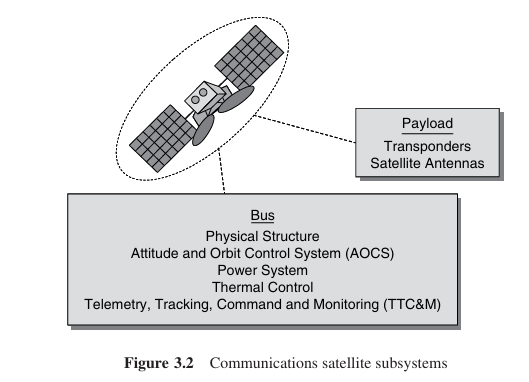 Payload
Transponders
Satellite Antennas
Bus
Physical Structure
Attitude and Orbit Control System (AOCS)
Power System
Thermal Control
Telemetry, Tracking, Command and Monitoring (TTC&M)
Figure 3.2 Communications satellite subsystems